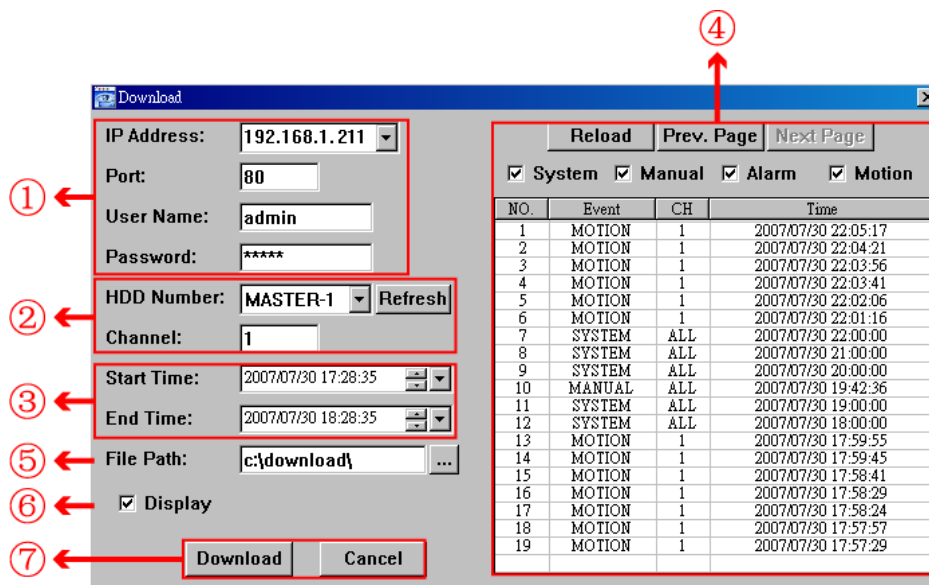 ④
Download
IP Address: 192.168.1.211
Port: 80
①
User Name: admin
Password: *****
HDD Number: MASTER-1 Refresh
②
Channel: 1
Start Time: 2007/07/30 17:28:35
③
End Time: 2007/07/30 18:28:35
⑤ File Path: c:\download\ ...
⑥ Display
⑦ Download Cancel
Reload Prev. Page Next Page
System Manual Alarm Motion
NO. Event CH Time
1 MOTION 1 2007/07/30 22:05:17
2 MOTION 1 2007/07/30 22:04:21
3 MOTION 1 2007/07/30 22:03:56
4 MOTION 1 2007/07/30 22:03:41
5 MOTION 1 2007/07/30 22:02:06
6 MOTION 1 2007/07/30 22:01:16
7 SYSTEM ALL 2007/07/30 22:00:00
8 SYSTEM ALL 2007/07/30 21:00:00
9 SYSTEM ALL 2007/07/30 20:00:00
10 MANUAL ALL 2007/07/30 19:42:36
11 SYSTEM ALL 2007/07/30 19:00:00
12 SYSTEM ALL 2007/07/30 18:00:00
13 MOTION 1 2007/07/30 17:59:55
14 MOTION 1 2007/07/30 17:59:45
15 MOTION 1 2007/07/30 17:58:41
16 MOTION 1 2007/07/30 17:58:29
17 MOTION 1 2007/07/30 17:58:24
18 MOTION 1 2007/07/30 17:57:57
19 MOTION 1 2007/07/30 17:57:29